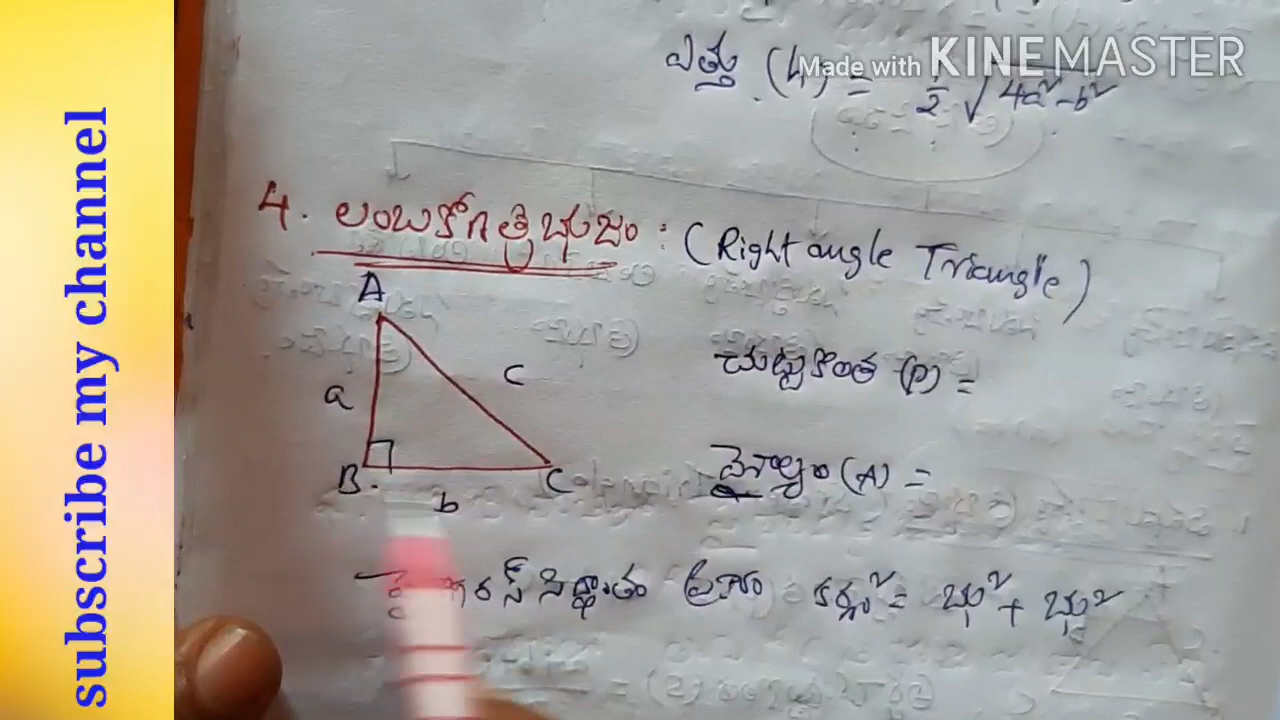 subscribe my channel
Made with KINEMASTER
ఎత్తు (h) = 1/2 √4a²-b²
4. లంబకోణ త్రిభుజం : (Right angle Triangle)
A
a
c
చుట్టుకొలత (P) =
B
b
C
వైశాల్యం (A) =
సిద్ధాంతం ప్రకారం కర్ణం² = భు² + భు²